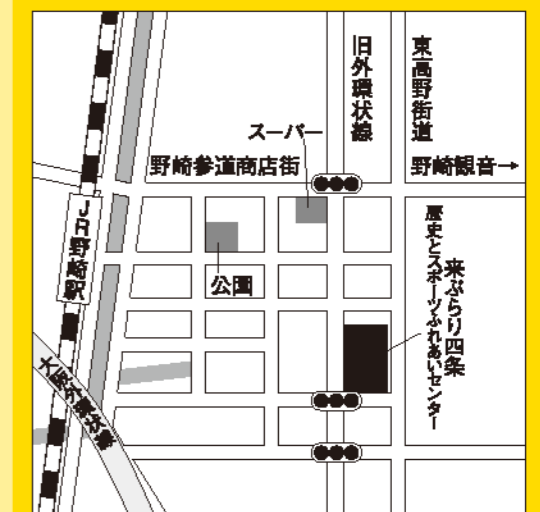 旧外環状線
東高野街道
スーパー
野崎参道商店街
野崎観音→
JR野崎駅
公園
来ぶらり四条
歴史とスポーツふれあいセンター
大阪外環状線